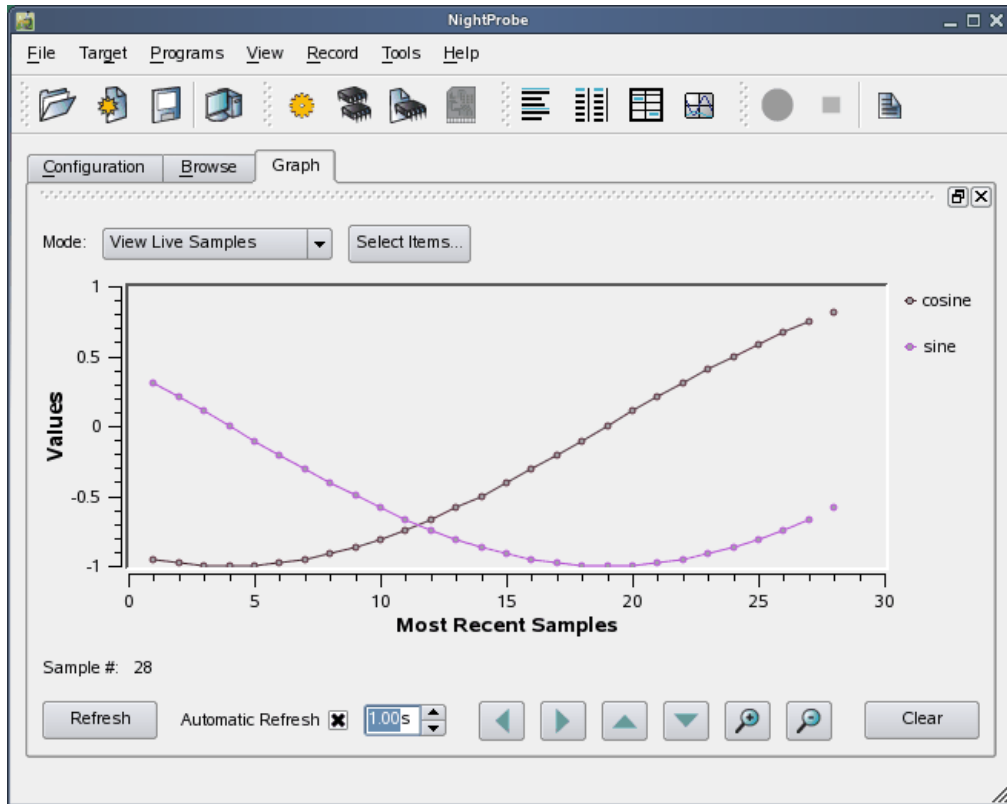 NightProbe
File Target Programs View Record Tools Help
Configuration Browse Graph
Mode: View Live Samples Select Items...
cosine
sine
Values
1
0.5
0
-0.5
-1
0 5 10 15 20 25 30
Most Recent Samples
Sample #: 28
Refresh Automatic Refresh 1.00s Clear